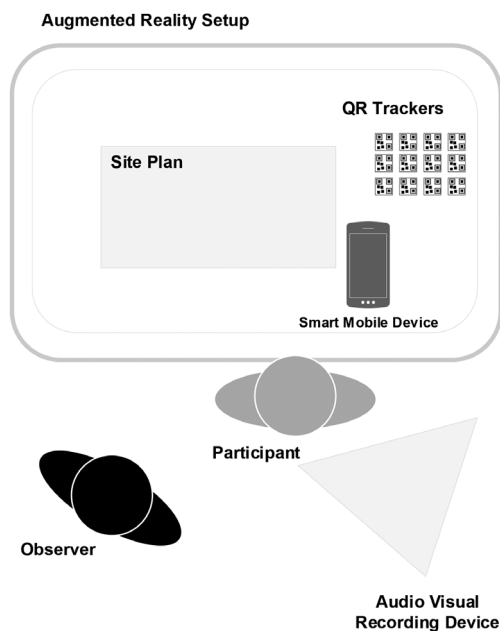 Augmented Reality Setup
QR Trackers
Site Plan
Smart Mobile Device
Participant
Observer
Audio Visual
Recording Device